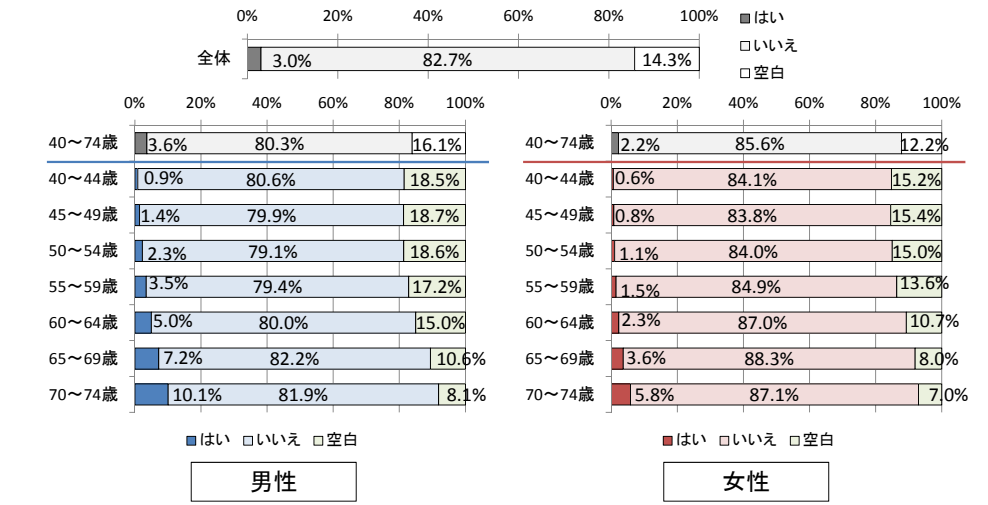 0% 20% 40% 60% 80% 100%
はい
いいえ
空白
全体 3.0% 82.7% 14.3%
0% 20% 40% 60% 80% 100%
40～74歳 3.6% 80.3% 16.1%
40～44歳 0.9% 80.6% 18.5%
45～49歳 1.4% 79.9% 18.7%
50～54歳 2.3% 79.1% 18.6%
55～59歳 3.5% 79.4% 17.2%
60～64歳 5.0% 80.0% 15.0%
65～69歳 7.2% 82.2% 10.6%
70～74歳 10.1% 81.9% 8.1%
はい いいえ 空白
男性
0% 20% 40% 60% 80% 100%
40～74歳 2.2% 85.6% 12.2%
40～44歳 0.6% 84.1% 15.2%
45～49歳 0.8% 83.8% 15.4%
50～54歳 1.1% 84.0% 15.0%
55～59歳 1.5% 84.9% 13.6%
60～64歳 2.3% 87.0% 10.7%
65～69歳 3.6% 88.3% 8.0%
70～74歳 5.8% 87.1% 7.0%
はい いいえ 空白
女性